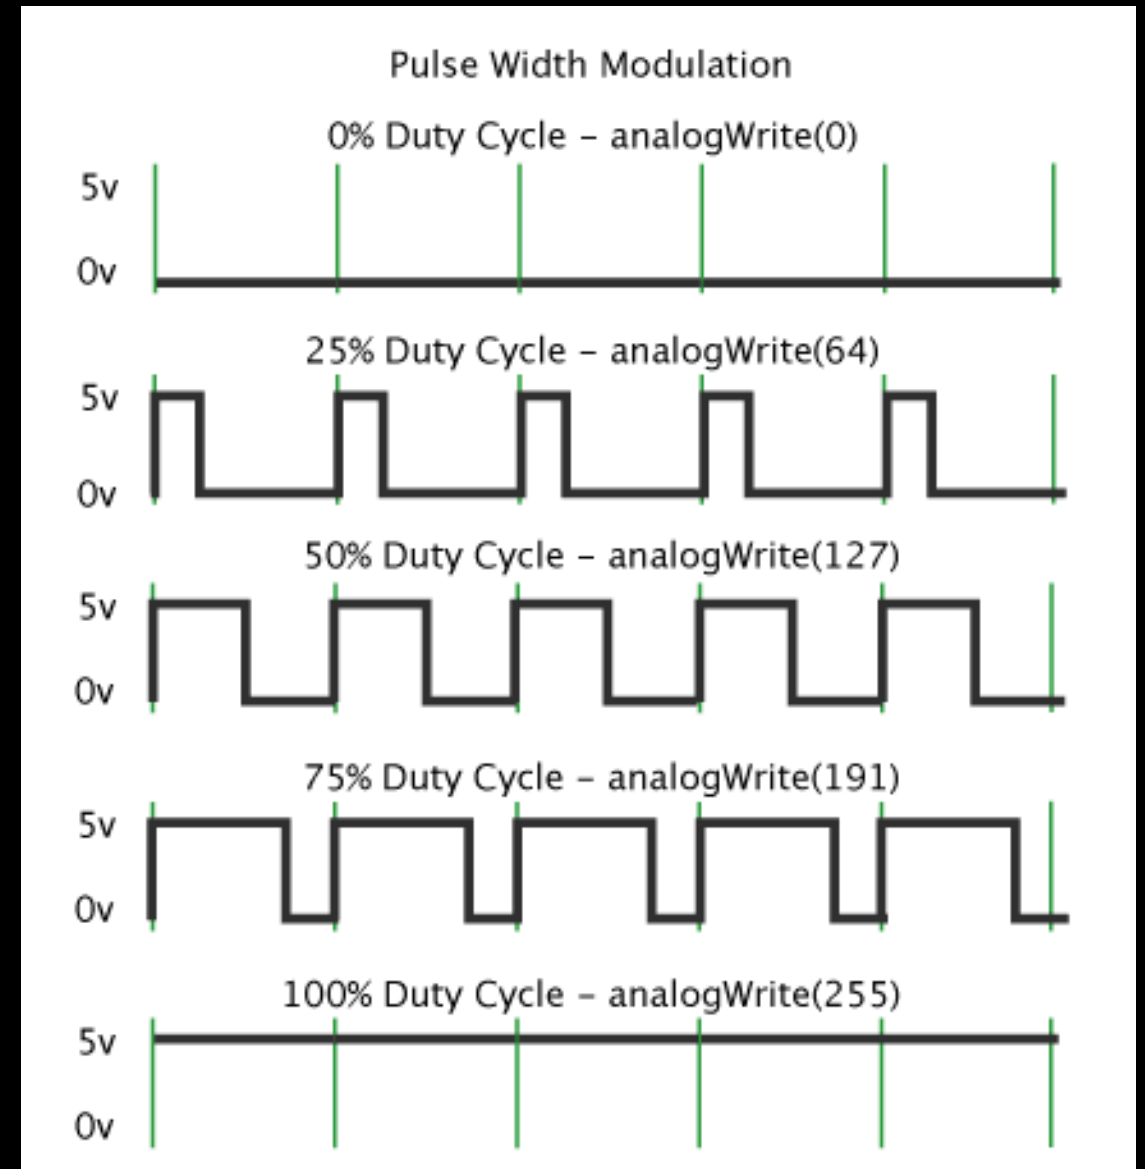 Pulse Width Modulation
0% Duty Cycle – analogWrite(0)
5v
0v
25% Duty Cycle – analogWrite(64)
5v
0v
50% Duty Cycle – analogWrite(127)
5v
0v
75% Duty Cycle – analogWrite(191)
5v
0v
100% Duty Cycle – analogWrite(255)
5v
0v